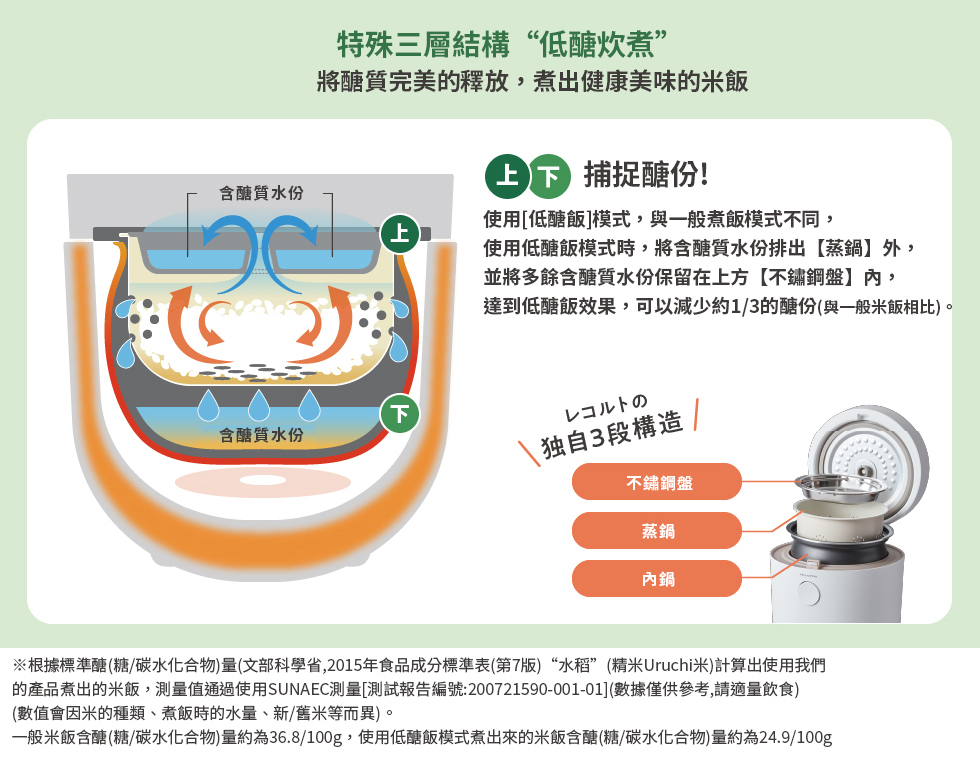 特殊三層結構“低醣炊煮”
將醣質完美的釋放，煮出健康美味的米飯
含醣質水份
上
下
含醣質水份
上 下 捕捉醣份!
使用[低醣飯]模式，與一般煮飯模式不同，
使用低醣飯模式時，將含醣質水份排出【蒸鍋】外，
並將多餘含醣質水份保留在上方【不鏽鋼盤】內，
達到低醣飯效果，可以減少約1/3的醣份(與一般米飯相比)。
レコルトの
独自3段構造
不鏽鋼盤
蒸鍋
內鍋
※根據標準醣(糖/碳水化合物)量(文部科學省,2015年食品成分標準表(第7版)“水稻”(精米Uruchi米)計算出使用我們
的產品煮出的米飯，測量值通過使用SUNAEC測量[測試報告編號:200721590-001-01](數據僅供參考,請適量飲食)
(數值會因米的種類、煮飯時的水量、新/舊米等而異)。
一般米飯含醣(糖/碳水化合物)量約為36.8/100g，使用低醣飯模式煮出來的米飯含醣(糖/碳水化合物)量約為24.9/100g